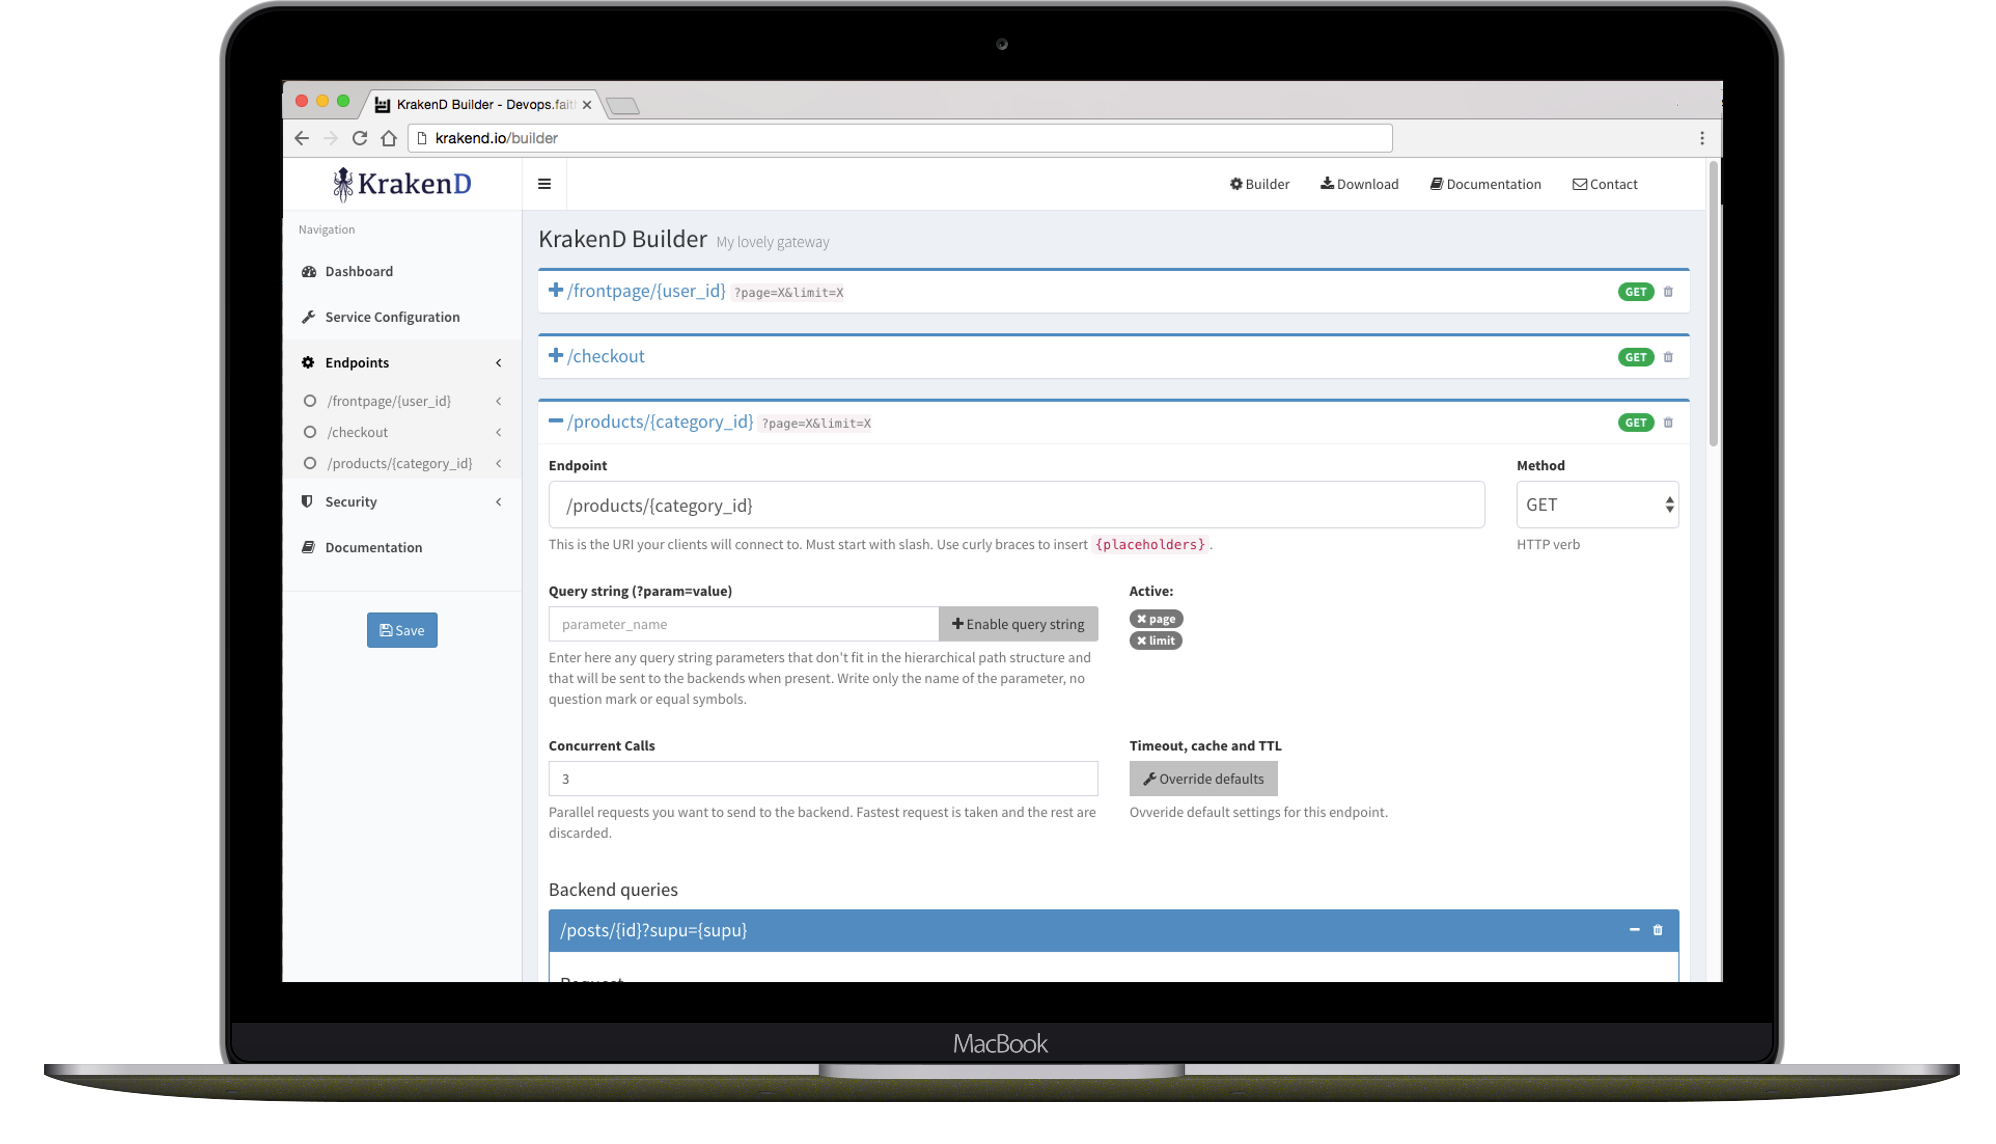 KrakenD Builder - Devops.fait
krakend.io/builder
KrakenD
Builder
Download
Documentation
Contact
Navigation
Dashboard
Service Configuration
Endpoints
/frontpage/{user_id}
/checkout
/products/{category_id}
Security
Documentation
Save
KrakenD Builder My lovely gateway
/frontpage/{user_id} ?page=X&limit=X
GET
/checkout
GET
/products/{category_id} ?page=X&limit=X
GET
Endpoint
Method
/products/{category_id}
GET
This is the URI your clients will connect to. Must start with slash. Use curly braces to insert {placeholders}.
HTTP verb
Query string (?param=value)
Active:
parameter_name
Enable query string
page
limit
Enter here any query string parameters that don't fit in the hierarchical path structure and
that will be sent to the backends when present. Write only the name of the parameter, no
question mark or equal symbols.
Concurrent Calls
Timeout, cache and TTL
3
Override defaults
Parallel requests you want to send to the backend. Fastest request is taken and the rest are
discarded.
Ovveride default settings for this endpoint.
Backend queries
/posts/{id}?supu={supu}
Request
MacBook